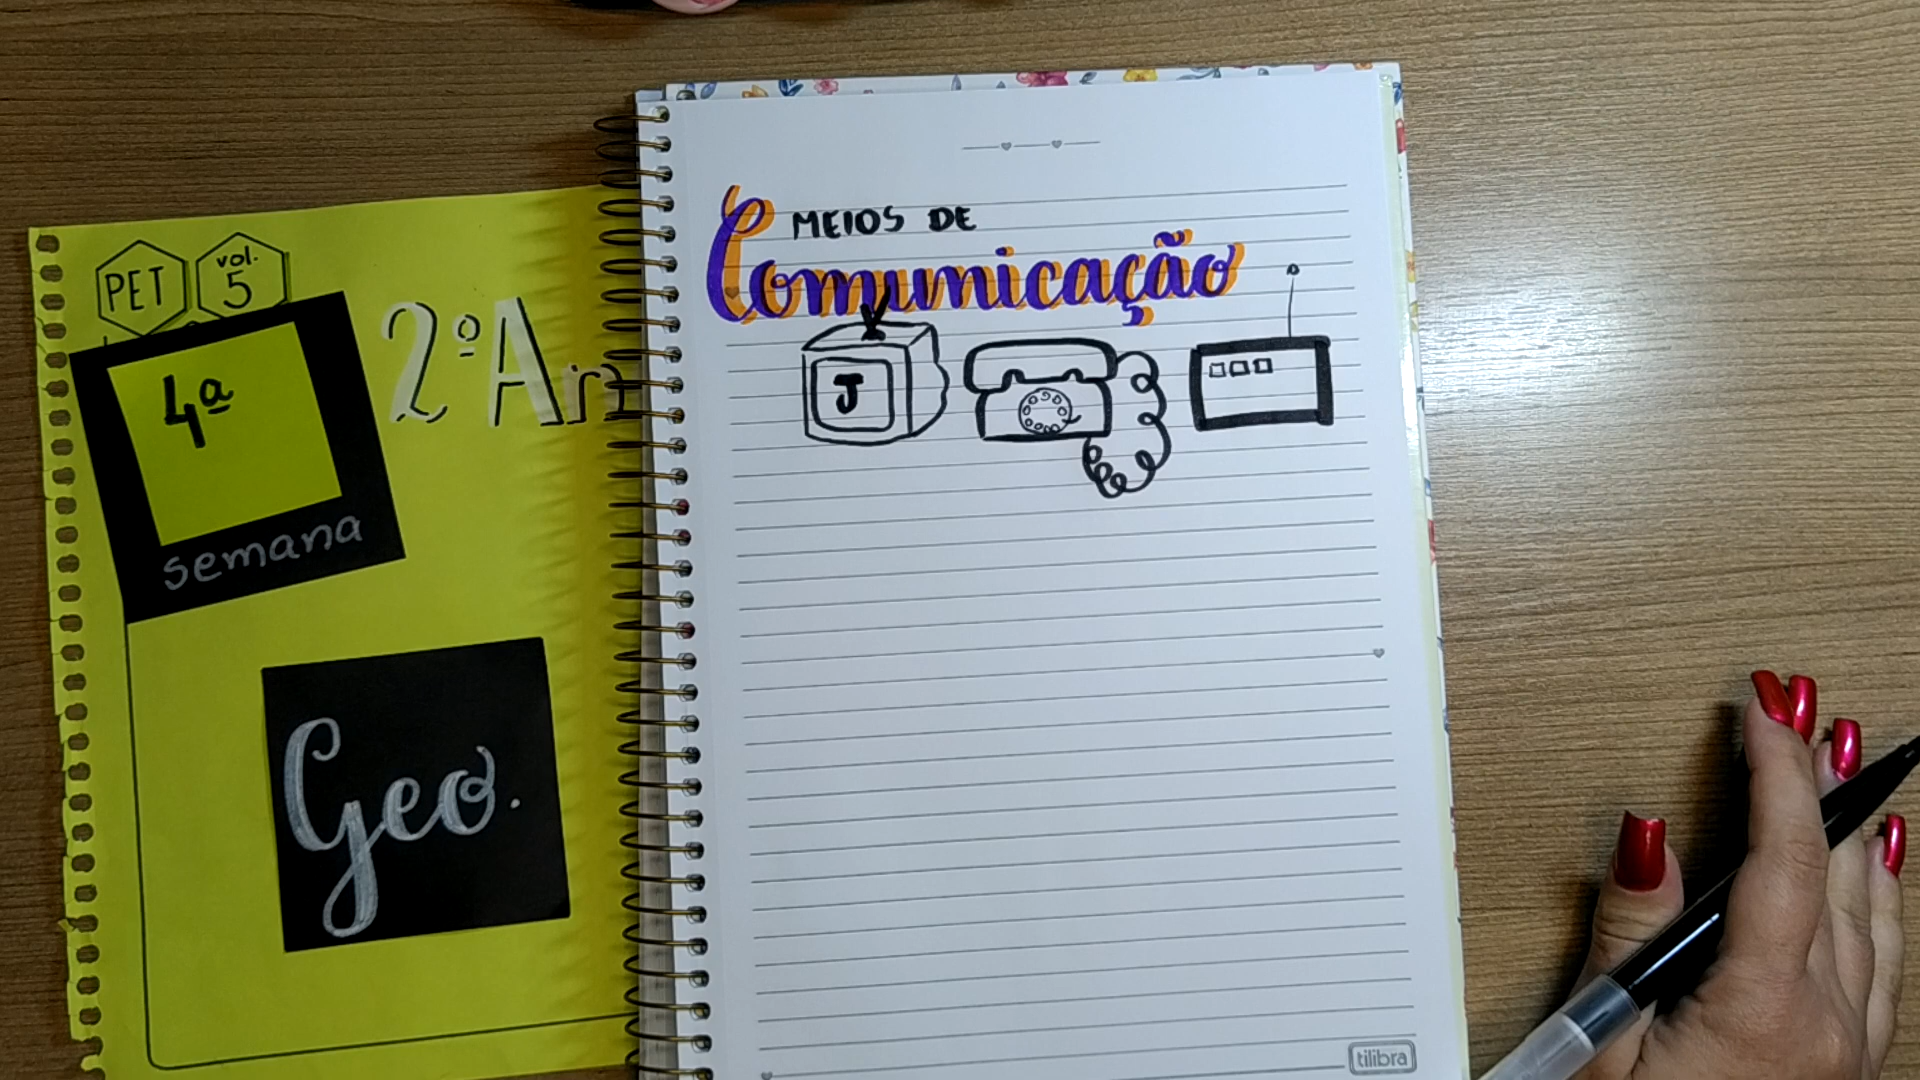 PET
vol.
5
2º An
4ª
semana
Geo.
MEIOS DE
Comunicação
J
tilibra